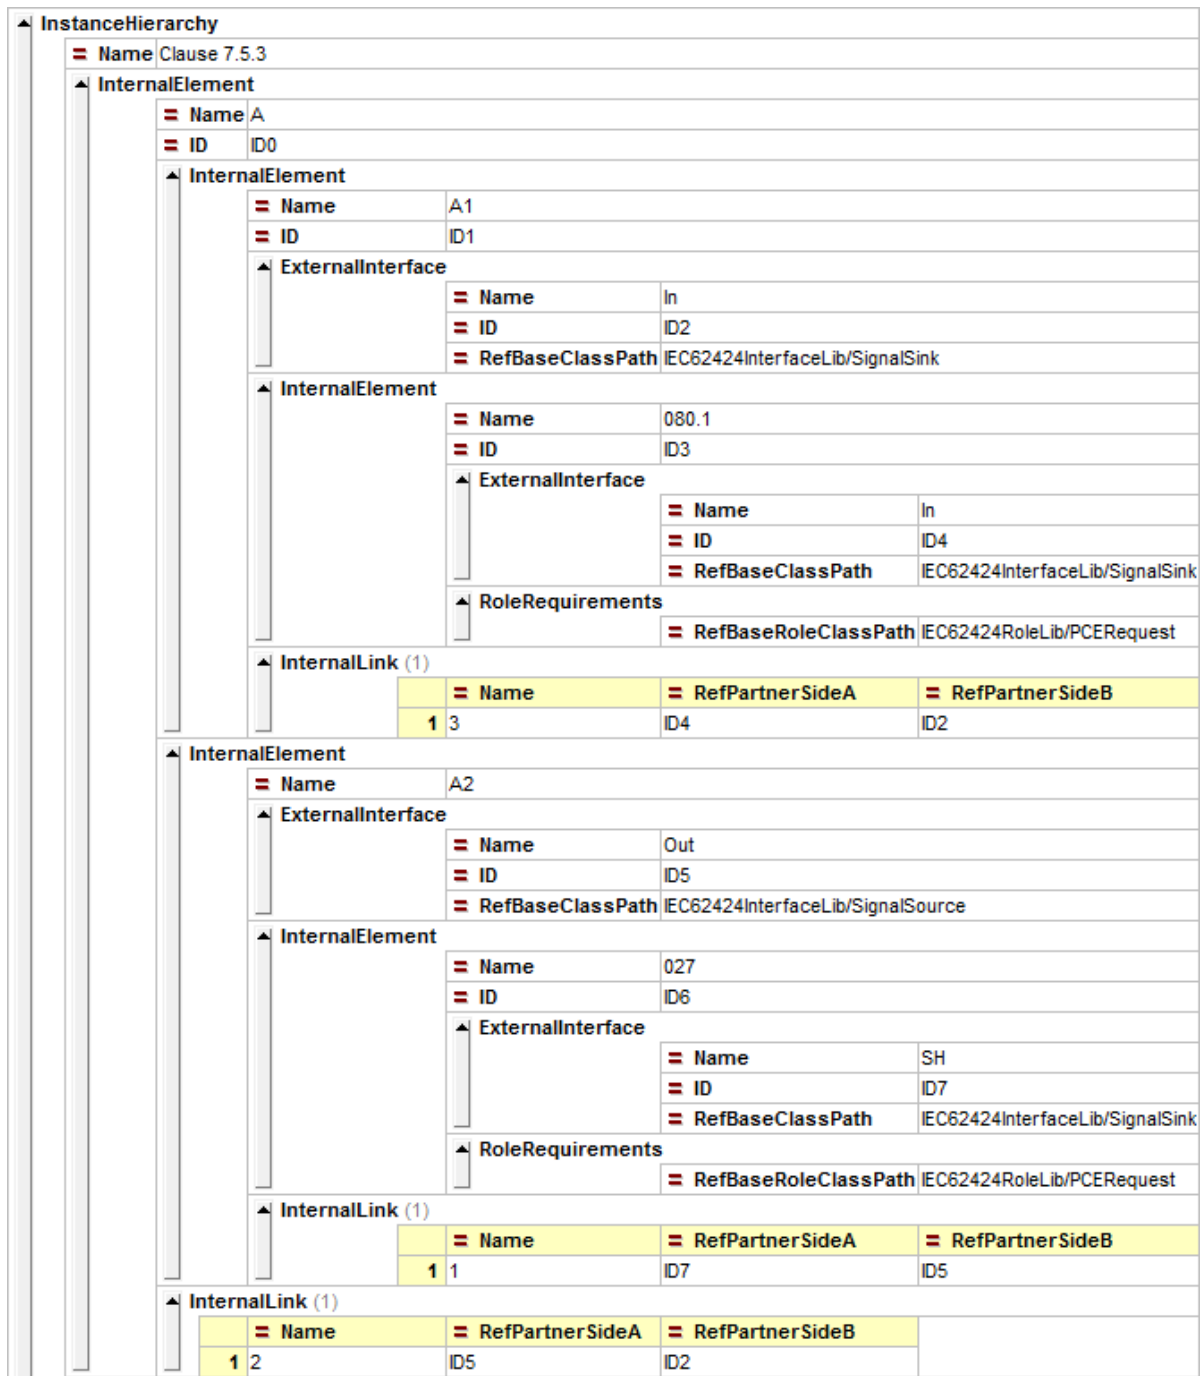 InstanceHierarchy
= Name Clause 7.5.3
InternalElement
= Name A
= ID ID0
InternalElement
= Name A1
= ID ID1
ExternalInterface
= Name In
= ID ID2
= RefBaseClassPath IEC62424InterfaceLib/SignalSink
InternalElement
= Name 080.1
= ID ID3
ExternalInterface
= Name In
= ID ID4
= RefBaseClassPath IEC62424InterfaceLib/SignalSink
RoleRequirements
= RefBaseRoleClassPath IEC62424RoleLib/PCERequest
InternalLink (1)
= Name = RefPartnerSideA = RefPartnerSideB
1 3 ID4 ID2
InternalElement
= Name A2
ExternalInterface
= Name Out
= ID ID5
= RefBaseClassPath IEC62424InterfaceLib/SignalSource
InternalElement
= Name 027
= ID ID6
ExternalInterface
= Name SH
= ID ID7
= RefBaseClassPath IEC62424InterfaceLib/SignalSink
RoleRequirements
= RefBaseRoleClassPath IEC62424RoleLib/PCERequest
InternalLink (1)
= Name = RefPartnerSideA = RefPartnerSideB
1 1 ID7 ID5
InternalLink (1)
= Name = RefPartnerSideA = RefPartnerSideB
1 2 ID5 ID2